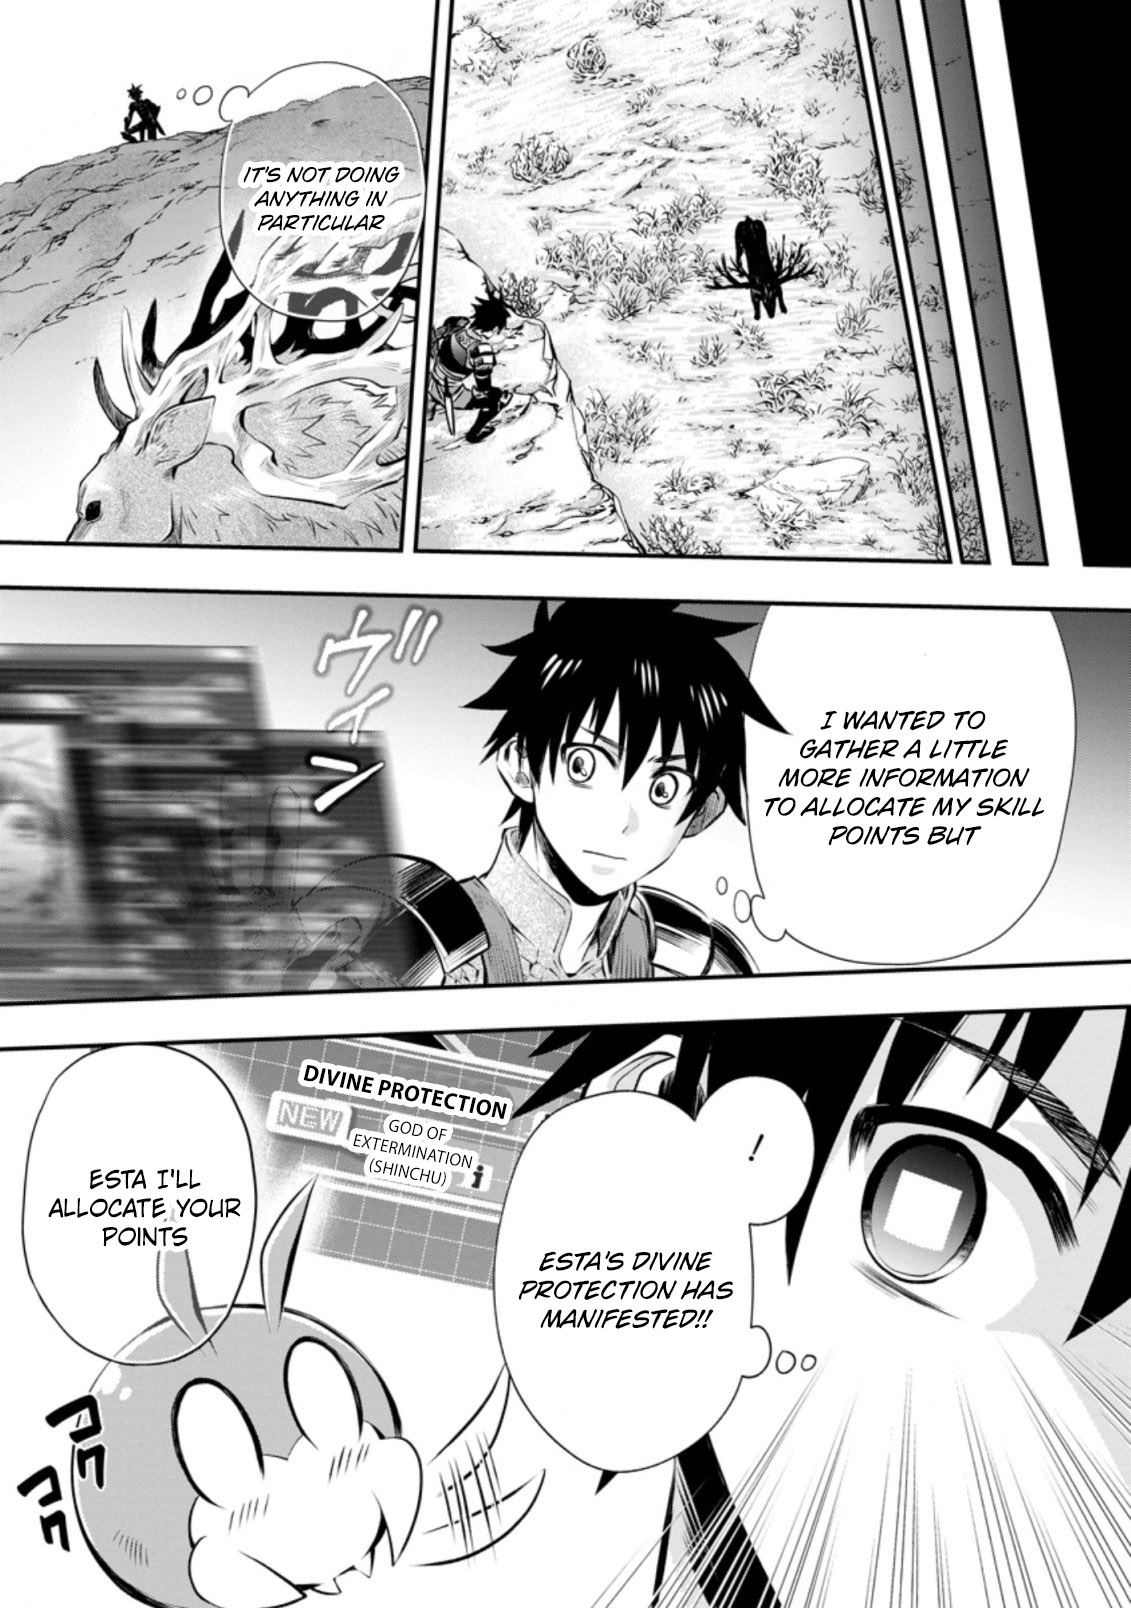 IT'S NOT DOING
ANYTHING IN
PARTICULAR
I WANTED TO
GATHER A LITTLE
MORE INFORMATION
TO ALLOCATE MY SKILL
POINTS BUT
ヴッ
イン
!
ESTA'S DIVINE
PROTECTION HAS
MANIFESTED!!
DIVINE PROTECTION
NEW
GOD OF
EXTERMINATION
(SHINCHU)
i
ESTA I'LL
ALLOCATE YOUR
POINTS
コク
コク